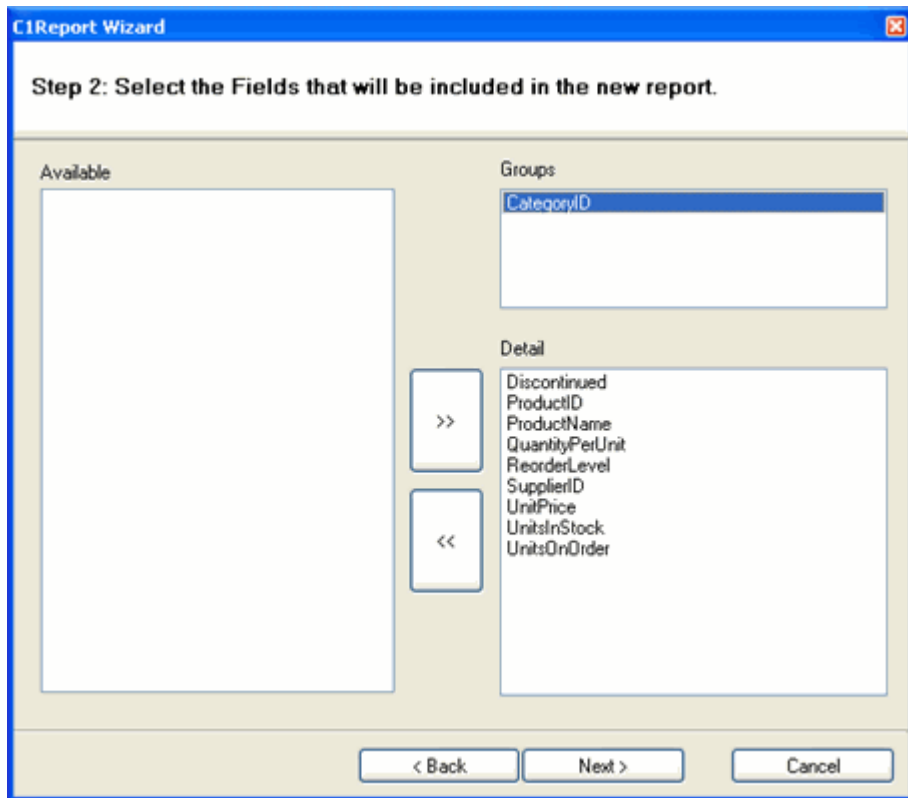 C1Report Wizard
Step 2: Select the Fields that will be included in the new report.
Available
Groups
CategoryID
Detail
Discontinued
ProductID
ProductName
QuantityPerUnit
ReorderLevel
SupplierID
UnitPrice
UnitsInStock
UnitsOnOrder
>>
<<
< Back
Next >
Cancel